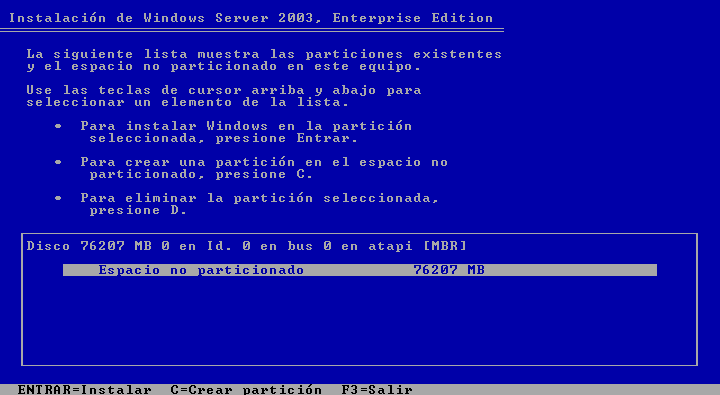 Instalación de Windows Server 2003, Enterprise Edition
La siguiente lista muestra las particiones existentes
y el espacio no particionado en este equipo.
Use las teclas de cursor arriba y abajo para
seleccionar un elemento de la lista.
• Para instalar Windows en la partición
seleccionada, presione Entrar.
• Para crear una partición en el espacio no
particionado, presione C.
• Para eliminar la partición seleccionada,
presione D.
Disco 76207 MB 0 en Id. 0 en bus 0 en atapi [MBR]
Espacio no particionado 76207 MB
ENTRAR=Instalar C=Crear partición F3=Salir